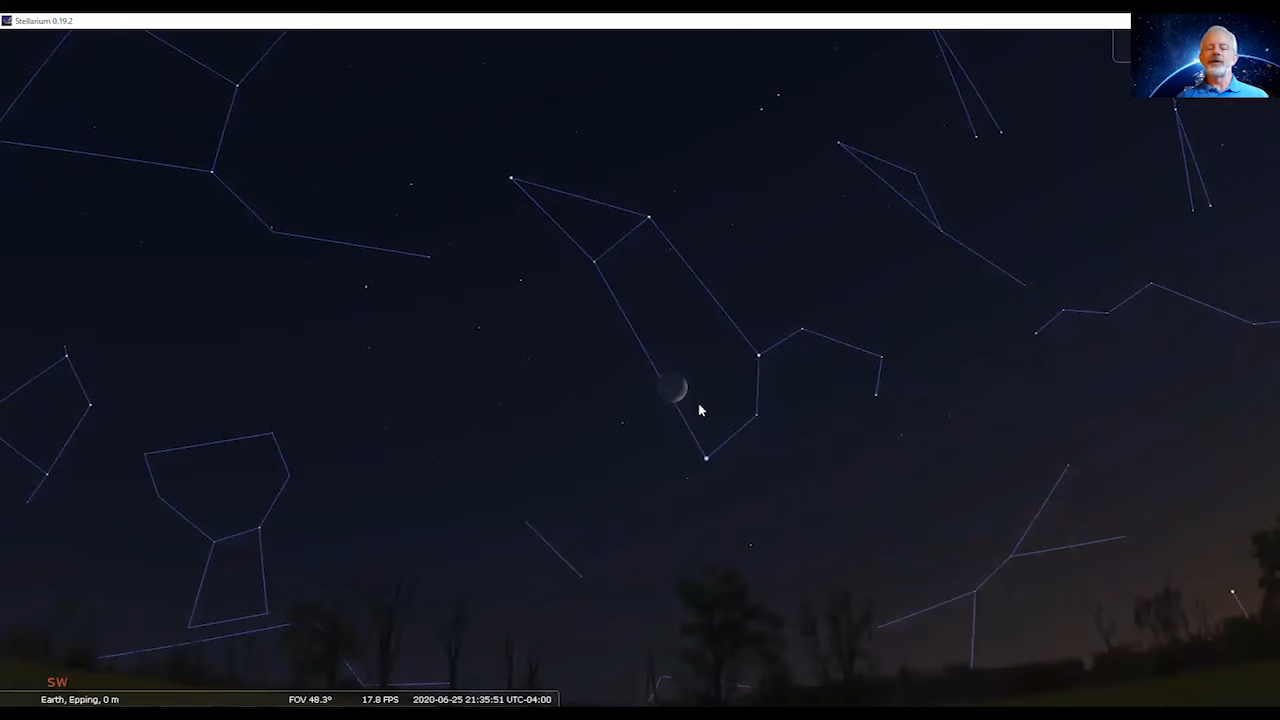 Stellarium 0.19.2
SW
Earth, Epping, 0 m FOV 48.3° 17.8 FPS 2020-06-25 21:35:51 UTC-04:00